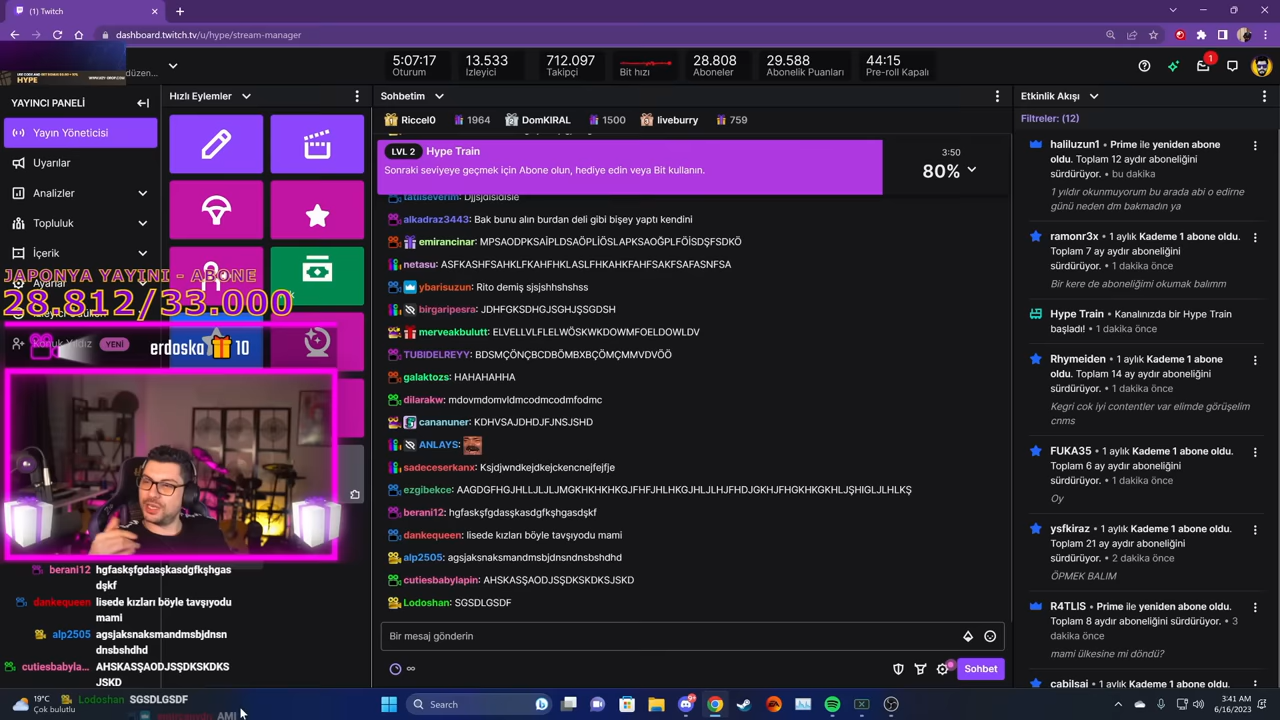 (1) Twitch
dashboard.twitch.tv/u/hype/stream-manager
HYPE
düzen...
5:07:17
Oturum
13.533
İzleyici
712.097
Takipçi
Bit hızı
28.808
Aboneler
29.588
Abonelik Puanları
44:15
Pre-roll Kapalı
1
YAYINCI PANELİ
Yayın Yöneticisi
Uyarılar
Analizler
Topluluk
İçerik
Ayarlar
JAPONYA YAYINI - ABONE
28.812/33.000
Konuk Yıldız YENİ
erdoska 10
Hızlı Eylemler
Sohbetim
Riccel0 1964 DomKIRAL 1500 liveburry 759
LVL 2 Hype Train
Sonraki seviyeye geçmek için Abone olun, hediye edin veya Bit kullanın.
3:50
80%
alkadraz3443: Bak bunu alın burdan deli gibi bişey yaptı kendini
emirancinar: MPSAODPKSAİPLDSAÖPLİÖSLAPKSAOĞPLFÖİSDŞFSDKÖ
netasu: ASFKASHFSAHKLFKAHFHKLASLFHKAHKFAHFSAKFSAFASNFSA
ybarisuzun: Rito demiş sjsjshhshshss
birgaripesra: JDHFGKSHDGJSGHJŞSGDSH
merveakbulutt: ELVELLVLFLELWÖSKWKDOWMFOELDOWLDV
TUBIDELREYY: BDSMÇÖNÇBCDBÖMBXBÇÖMÇMMVDVÖÖ
galaktozs: HAHAHAHHA
dilarakw: mdovmdomvldmcodmcodmfodmc
cananuner: KDHVSAJDHDJFJNSJSHD
ANLAYS:
sadeceserkanx: Ksjdjwndkejdkejckencnejfejfje
ezgibekce: AAGDGFHGJHLLJLJLJMGKHKHKHKGJFHFJHLHKGHJLJLHJFHDJGKHJFHGKHGKHLJŞHIGLJLHLKŞ
berani12: hgfaskşfgdasşkasdgfkşhgasdşkf
dankequeen: lisede kızları böyle tavşiyodu mami
alp2505: agsjaksnaksmandmsbjdnsndnsbshdhd
cutiesbabylapin: AHSKASŞAODJSŞDKSKDKSJSKD
Lodoshan: SGSDLGSDF
Bir mesaj gönderin
Sohbet
Etkinlik Akışı
Filtreler: (12)
haliluzun1 • Prime ile yeniden abone
oldu. Toplam 12 aydır aboneliğini
sürdürüyor. • bu dakika
1 yıldır okunmuyorum bu arada abi o edirne
günü neden dm bakmadın ya
ramonr3x • 1 aylık Kademe 1 abone oldu.
Toplam 7 ay aydır aboneliğini
sürdürüyor. • 1 dakika önce
Bir kere de aboneliğimi okumak balımm
Hype Train • Kanalınızda bir Hype Train
başladı! • 1 dakika önce
Rhymeiden • 1 aylık Kademe 1 abone
oldu. Toplam 14 ay aydır aboneliğini
sürdürüyor. • 1 dakika önce
Kegri cok iyi contentler var elimde görüşelim
cnms
FUKA35 • 1 aylık Kademe 1 abone oldu.
Toplam 6 ay aydır aboneliğini
sürdürüyor. • 1 dakika önce
Oy
ysfkiraz • 1 aylık Kademe 1 abone oldu.
Toplam 21 ay aydır aboneliğini
sürdürüyor. • 2 dakika önce
ÖPMEK BALIM
R4TLIS • Prime ile yeniden abone oldu.
Toplam 8 aydır aboneliğini sürdürüyor. • 3
dakika önce
mami ülkesine mi döndü?
cabilsai • 1 aylık Kademe 1 abone oldu.
berani12 hgfaskşfgdasşkasdgfkşhgas
dşkf
dankequeen lisede kızları böyle tavşıyodu
mami
alp2505 agsjaksnaksmandmsbjdnsn
dnsbshdhd
cutiesbabyla... AHSKASŞAODJSŞDKSKDKS
JSKD
Lodoshan SGSDLGSDF
AMI
19°C
Çok bulutlu
Search
3:41 AM
6/16/2023